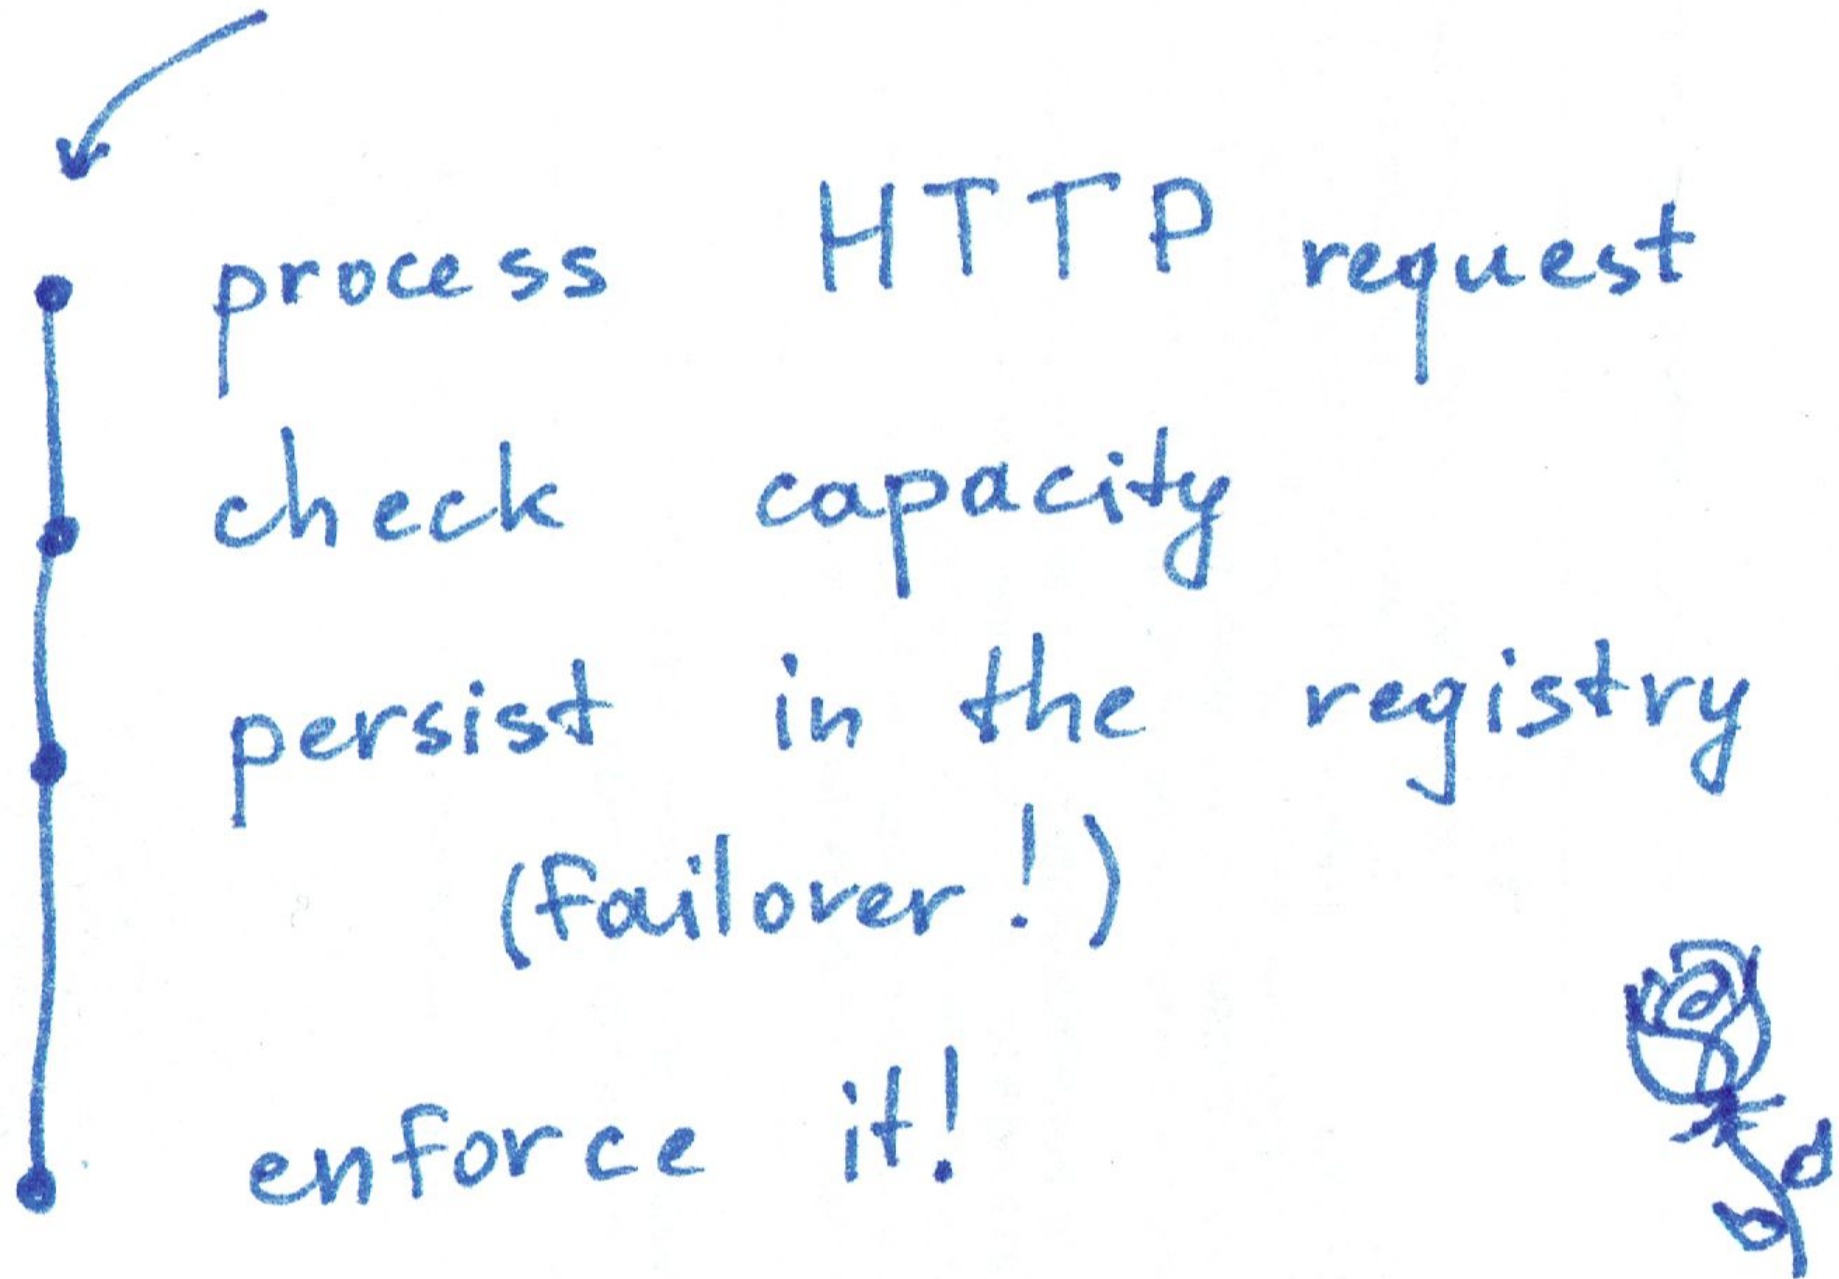 process HTTP request
check capacity
persist in the registry
(failover!)
enforce it!